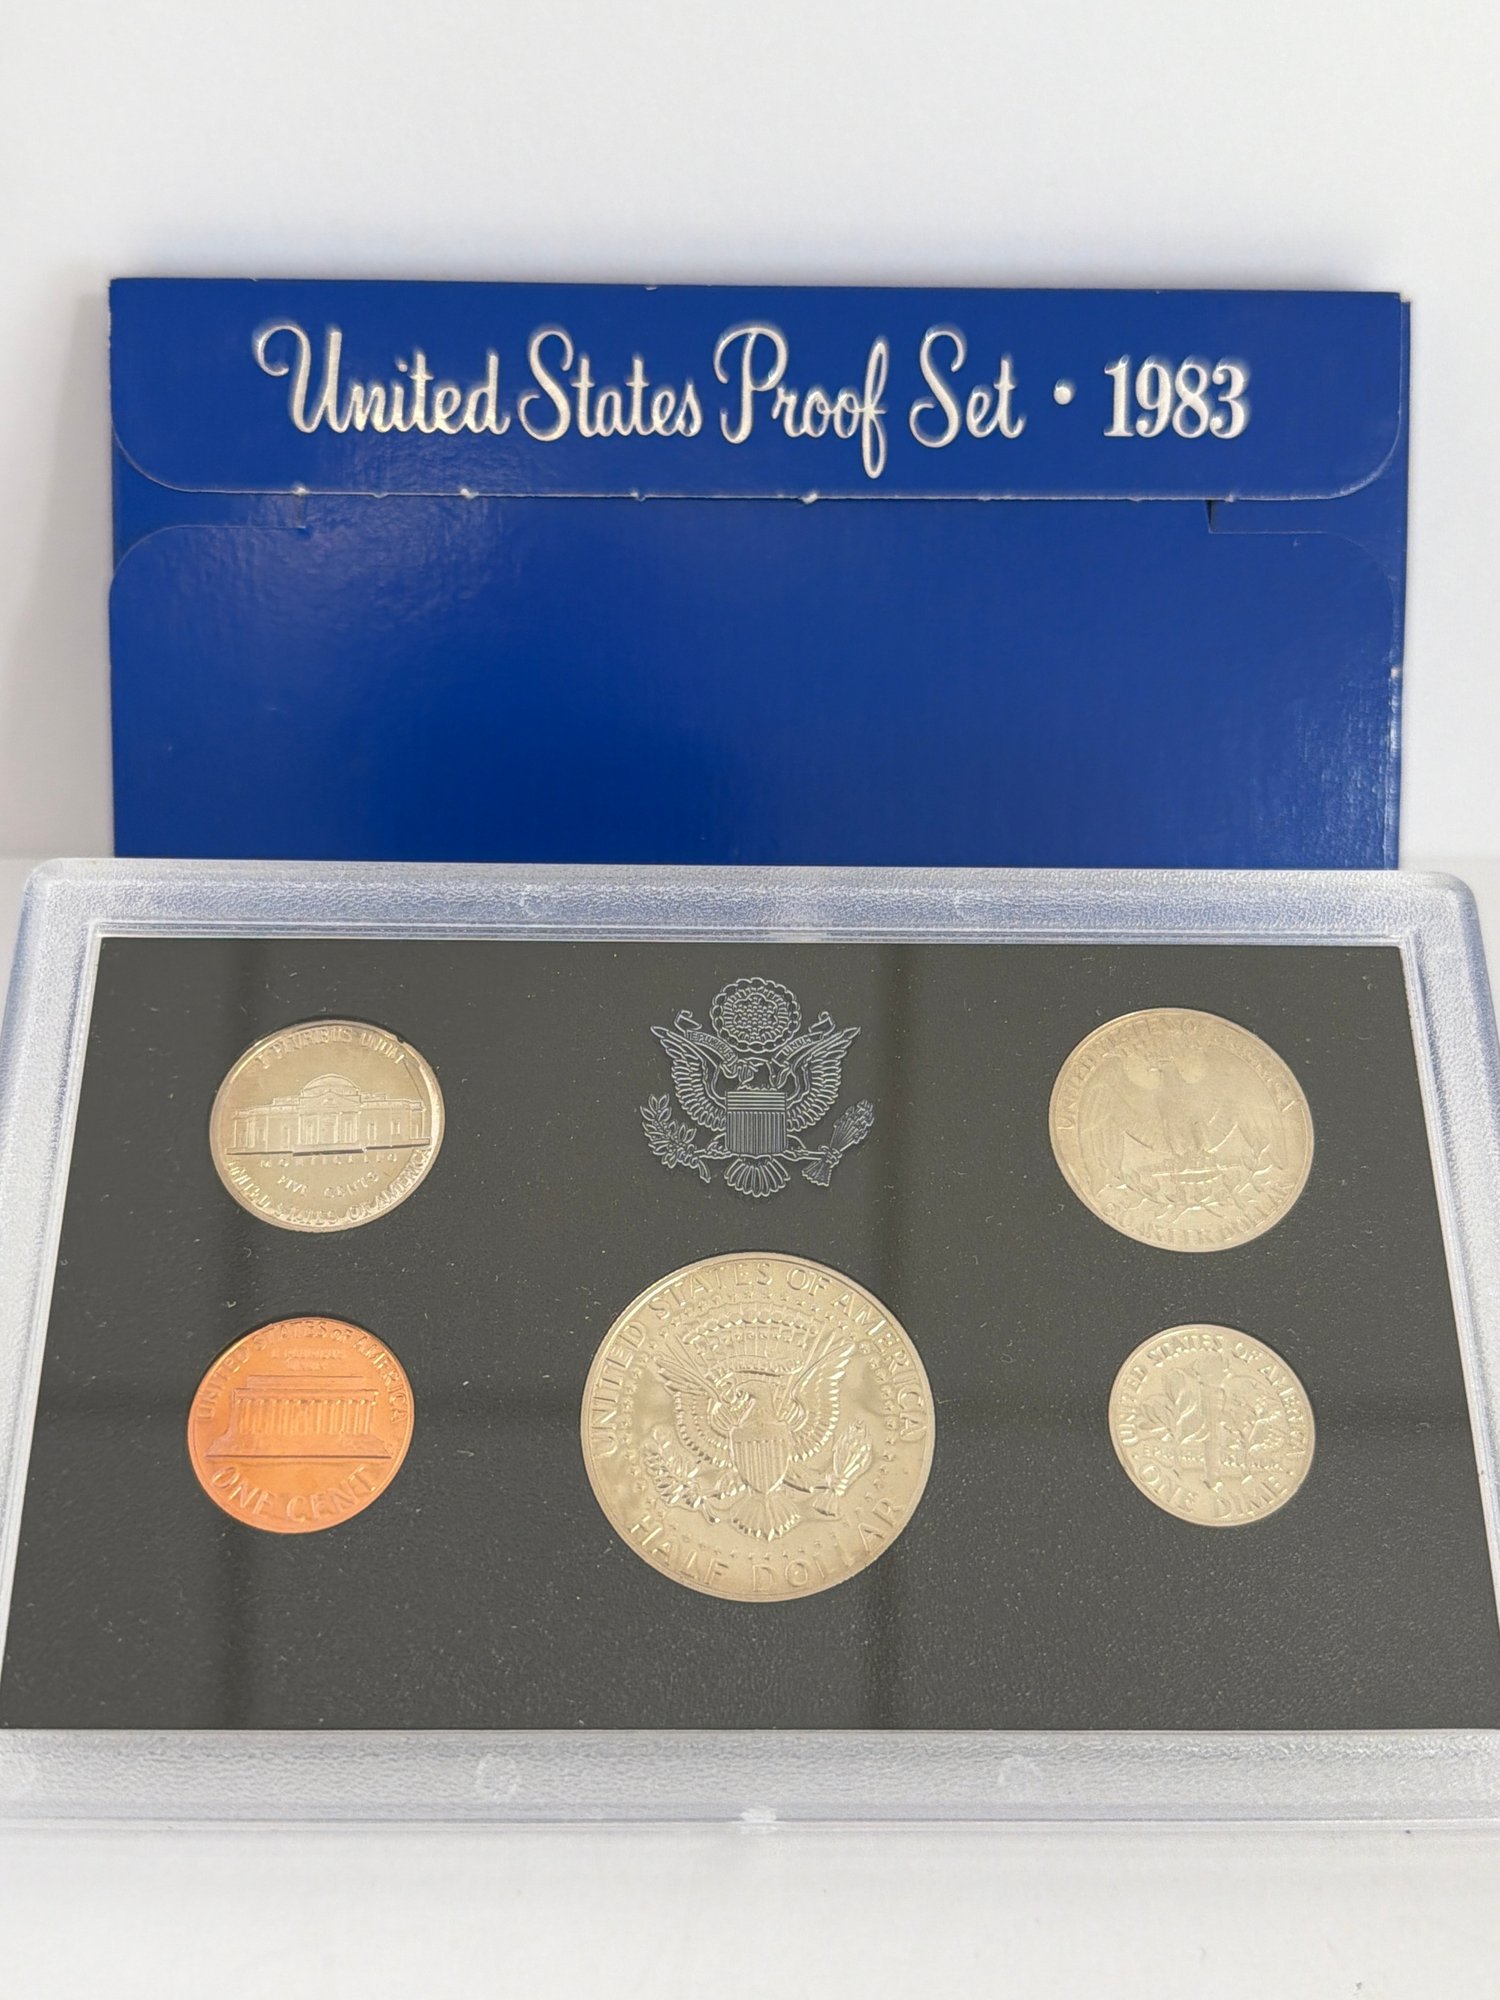 United States Proof Set • 1983
E PLURIBUS UNUM
MONTICELLO
FIVE CENTS
UNITED STATES OF AMERICA
UNITED STATES OF AMERICA
QUARTER DOLLAR
UNITED STATES OF AMERICA
E PLURIBUS
UNUM
ONE CENT
UNITED STATES OF AMERICA
HALF DOLLAR
UNITED STATES OF AMERICA
ONE DIME